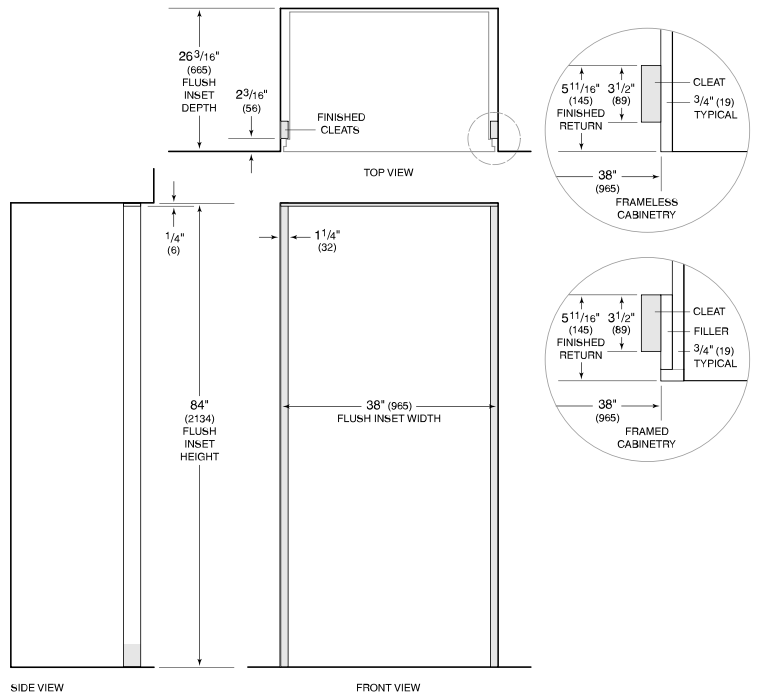 26 3/16"
(665)
FLUSH
INSET
DEPTH
2 3/16"
(56)
FINISHED
CLEATS
TOP VIEW
5 11/16"
(145)
FINISHED
RETURN
3 1/2"
(89)
CLEAT
3/4" (19)
TYPICAL
38"
(965)
FRAMELESS
CABINETRY
1/4"
(6)
1 1/4"
(32)
5 11/16"
(145)
FINISHED
RETURN
3 1/2"
(89)
CLEAT
FILLER
3/4" (19)
TYPICAL
38"
(965)
FRAMED
CABINETRY
84"
(2134)
FLUSH
INSET
HEIGHT
38" (965)
FLUSH INSET WIDTH
SIDE VIEW
FRONT VIEW